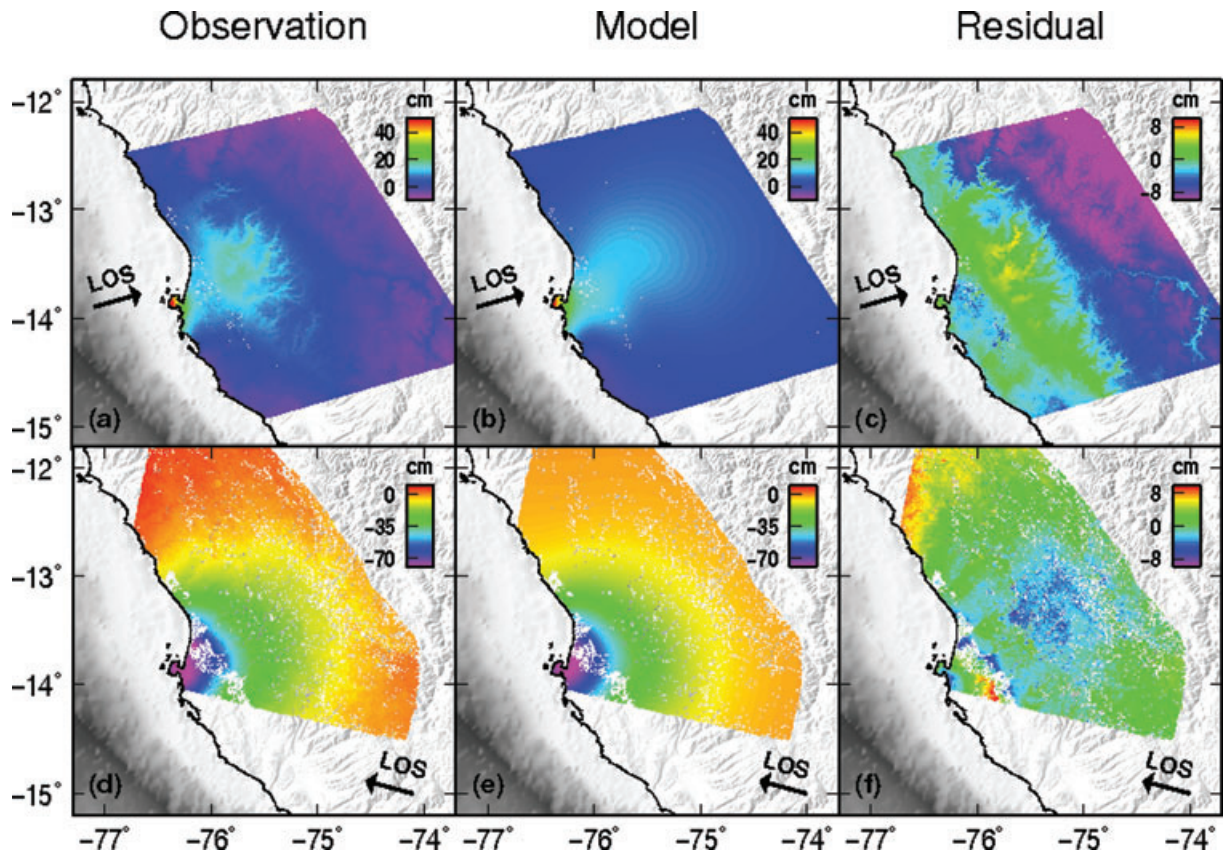 Observation Model Residual
−12° cm cm cm
40 40 8
20 20 0
0 0 −8
−13°
LOS LOS LOS
−14°
(a) (b) (c)
−15°
−12° cm cm cm
0 0 8
−35 −35 0
−70 −70 −8
−13°
−14°
LOS LOS LOS
(d) (e) (f)
−15°
−77° −76° −75° −74° −77° −76° −75° −74° −77° −76° −75° −74°